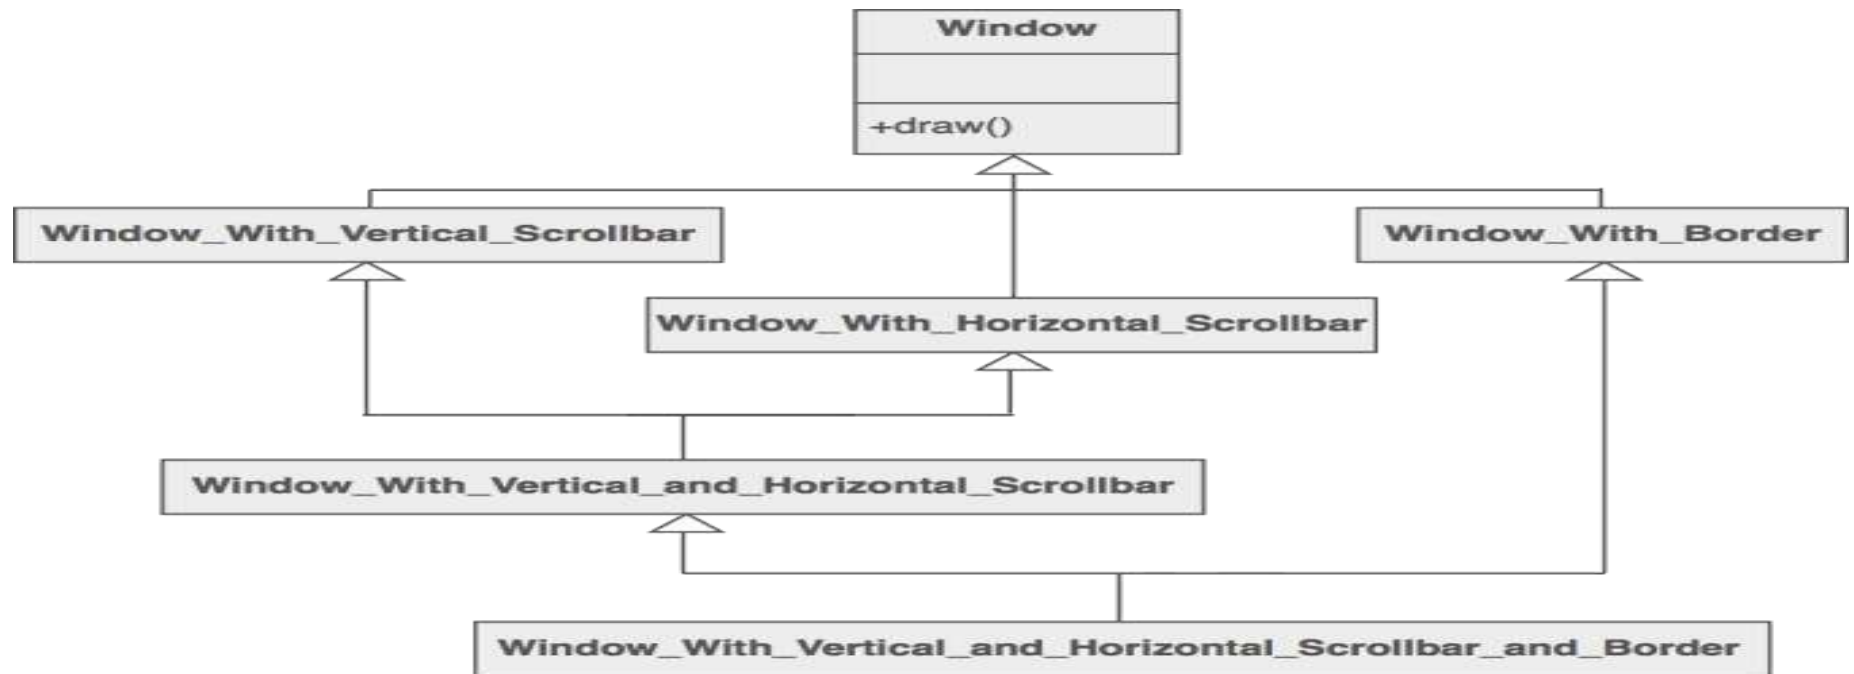 Window
+draw()
Window_With_Vertical_Scrollbar
Window_With_Border
Window_With_Horizontal_Scrollbar
Window_With_Vertical_and_Horizontal_Scrollbar
Window_With_Vertical_and_Horizontal_Scrollbar_and_Border